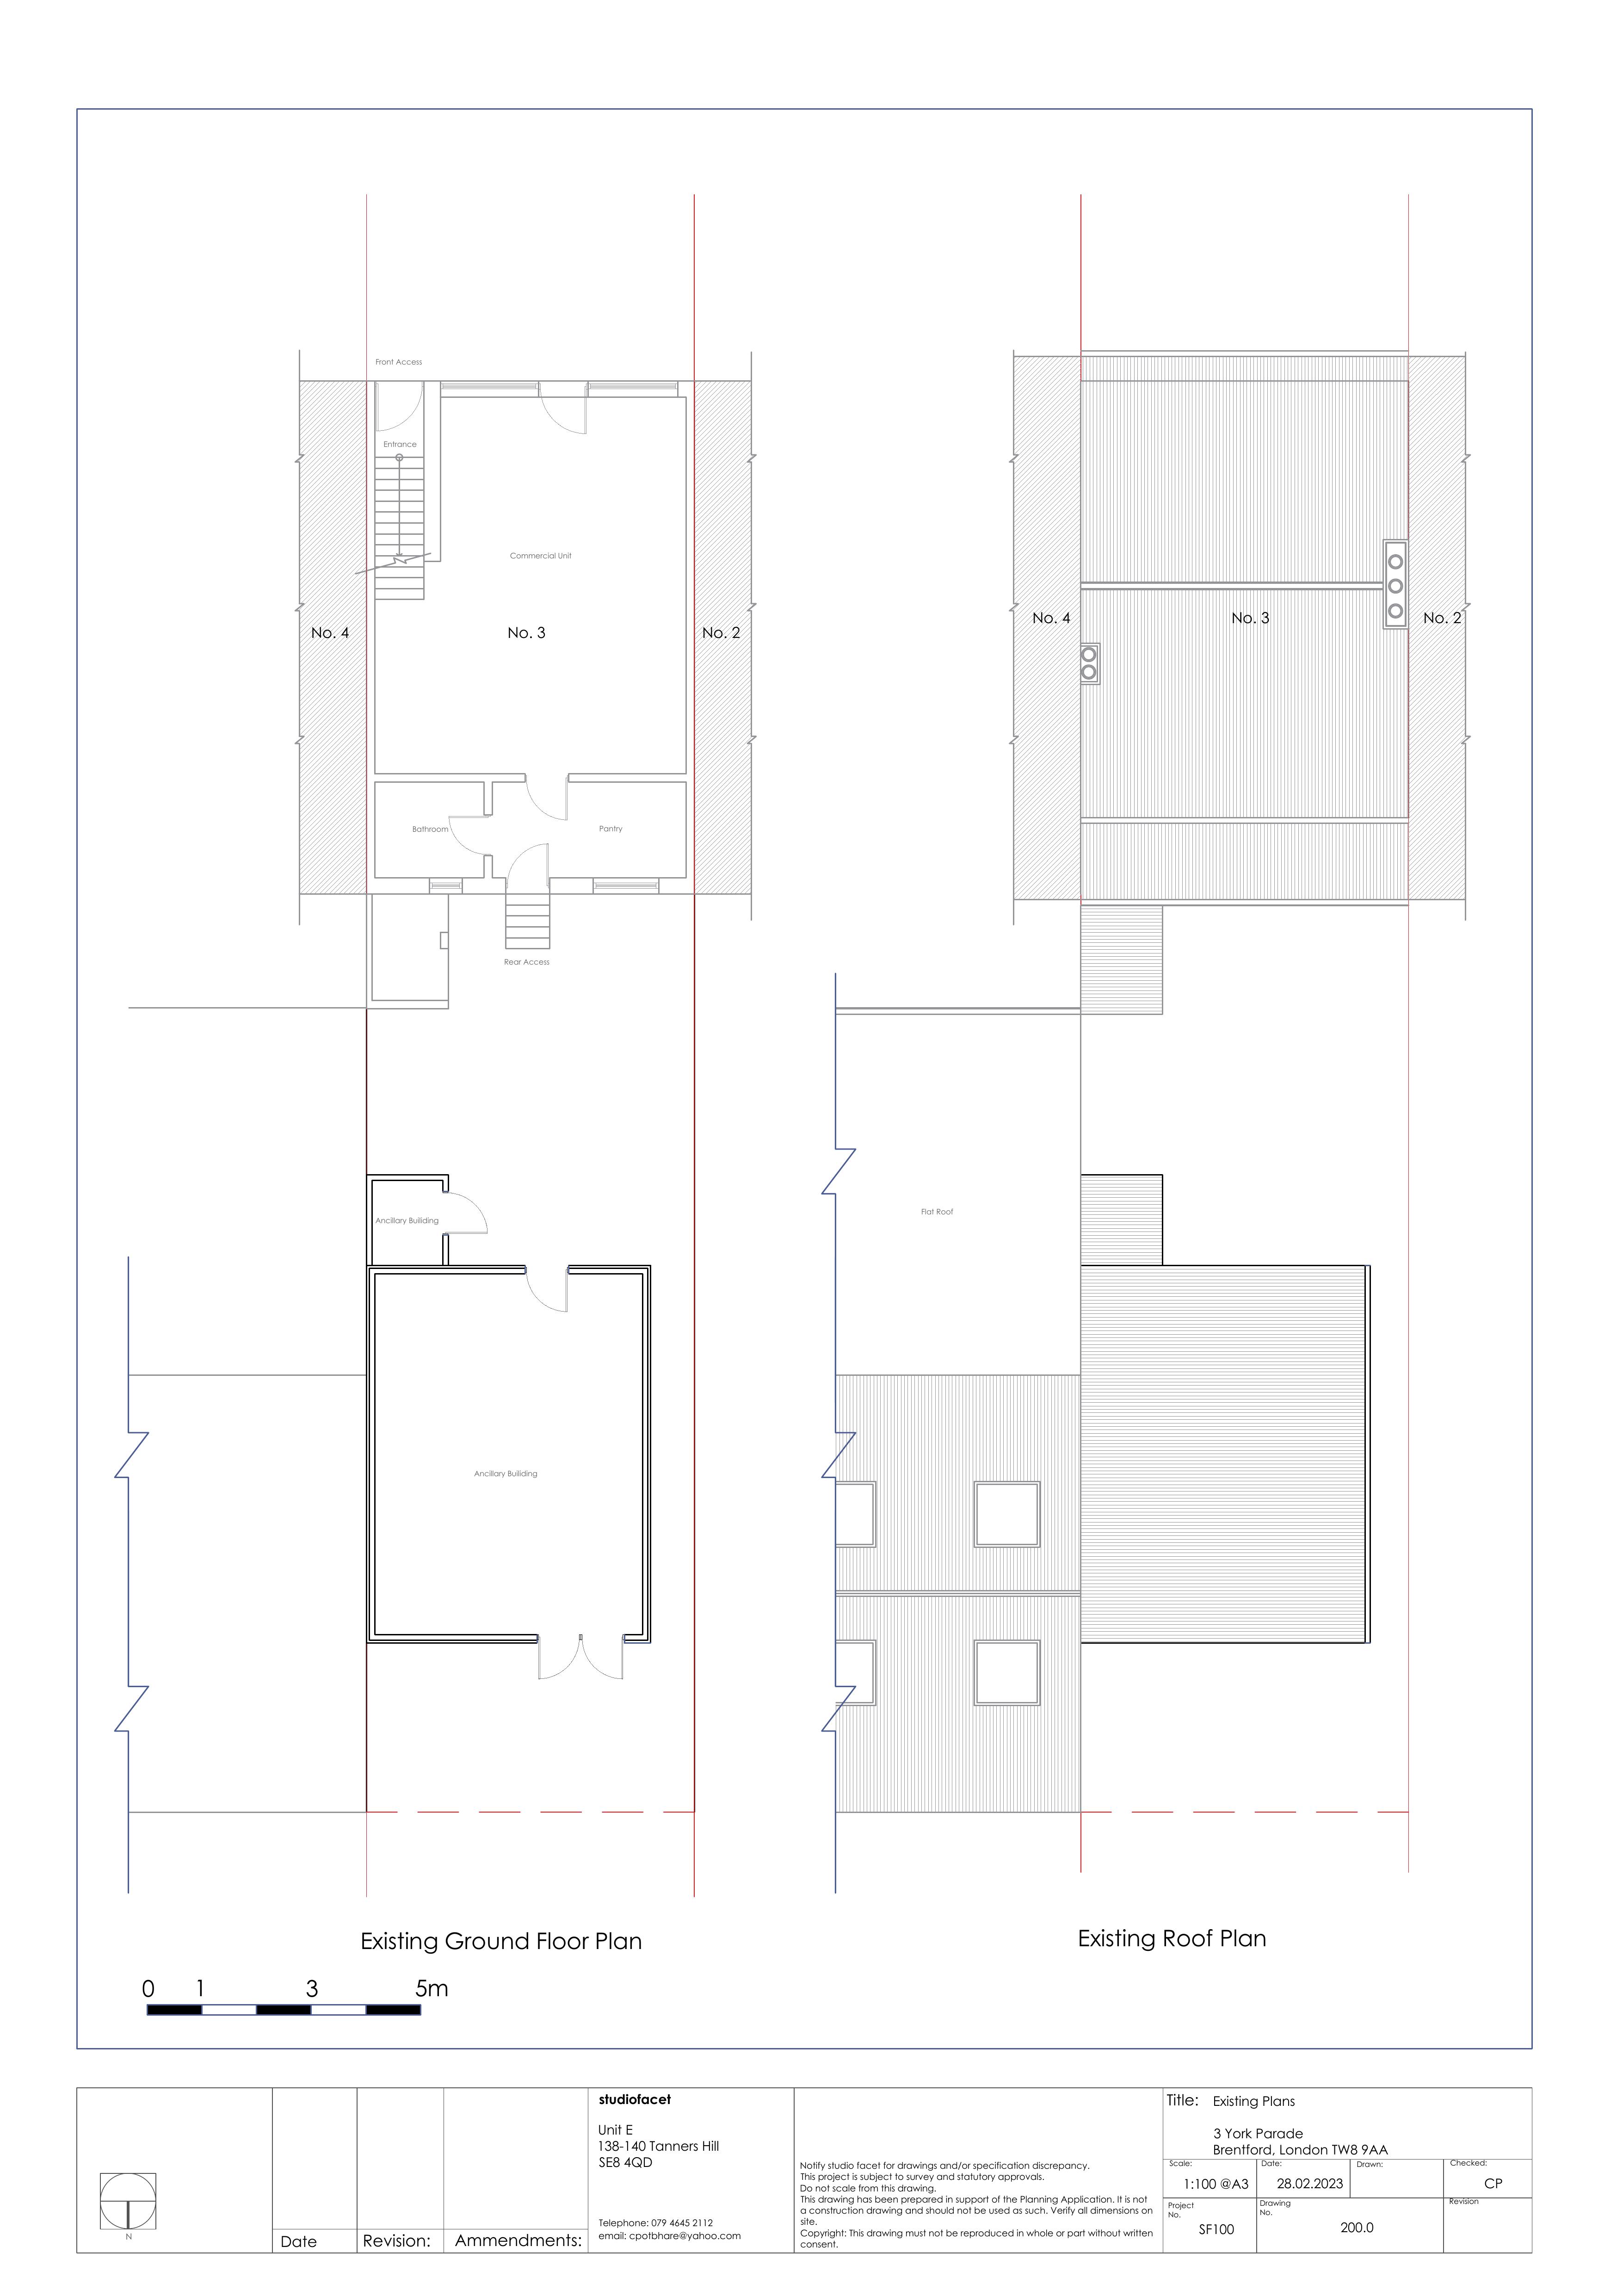 Front Access
Entrance
Commercial Unit
No. 4
No. 3
No. 2
Bathroom
Pantry
Rear Access
Ancillary Builiding
Ancillary Builiding
Existing Ground Floor Plan
No. 4
No. 3
No. 2
Flat Roof
Existing Roof Plan
0 1 3 5m
N
Date
Revision:
Ammendments:
studiofacet
Unit E
138-140 Tanners Hill
SE8 4QD
Telephone: 079 4645 2112
email: cpotbhare@yahoo.com
Notify studio facet for drawings and/or specification discrepancy.
This project is subject to survey and statutory approvals.
Do not scale from this drawing.
This drawing has been prepared in support of the Planning Application. It is not
a construction drawing and should not be used as such. Verify all dimensions on
site.
Copyright: This drawing must not be reproduced in whole or part without written
consent.
Title: Existing Plans
3 York Parade
Brentford, London TW8 9AA
Scale:
1:100 @A3
Date:
28.02.2023
Drawn:
Checked:
CP
Project
No.
SF100
Drawing
No.
200.0
Revision